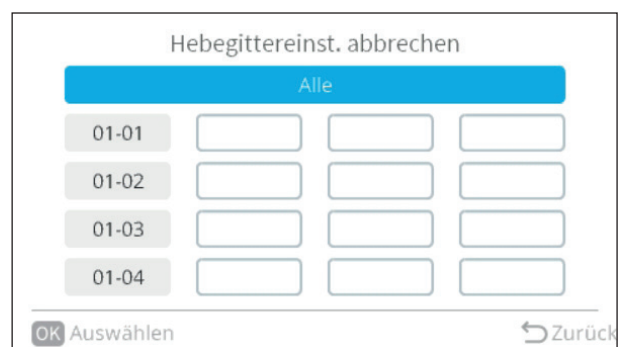 Hebegittereinst. abbrechen
Alle
01-01
01-02
01-03
01-04
OK Auswählen Zurück